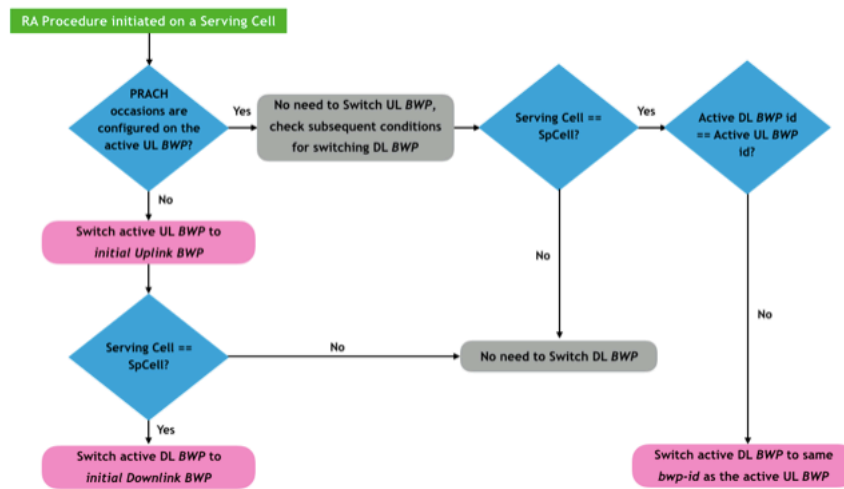 RA Procedure initiated on a Serving Cell
PRACH
occasions are
configured on the
active UL BWP?
Yes
No need to Switch UL BWP,
check subsequent conditions
for switching DL BWP
Serving Cell ==
SpCell?
Yes
Active DL BWP id
== Active UL BWP
id?
No
Switch active UL BWP to
initial Uplink BWP
No
No
Serving Cell ==
SpCell?
No
No need to Switch DL BWP
Yes
Switch active DL BWP to
initial Downlink BWP
Switch active DL BWP to same
bwp-id as the active UL BWP